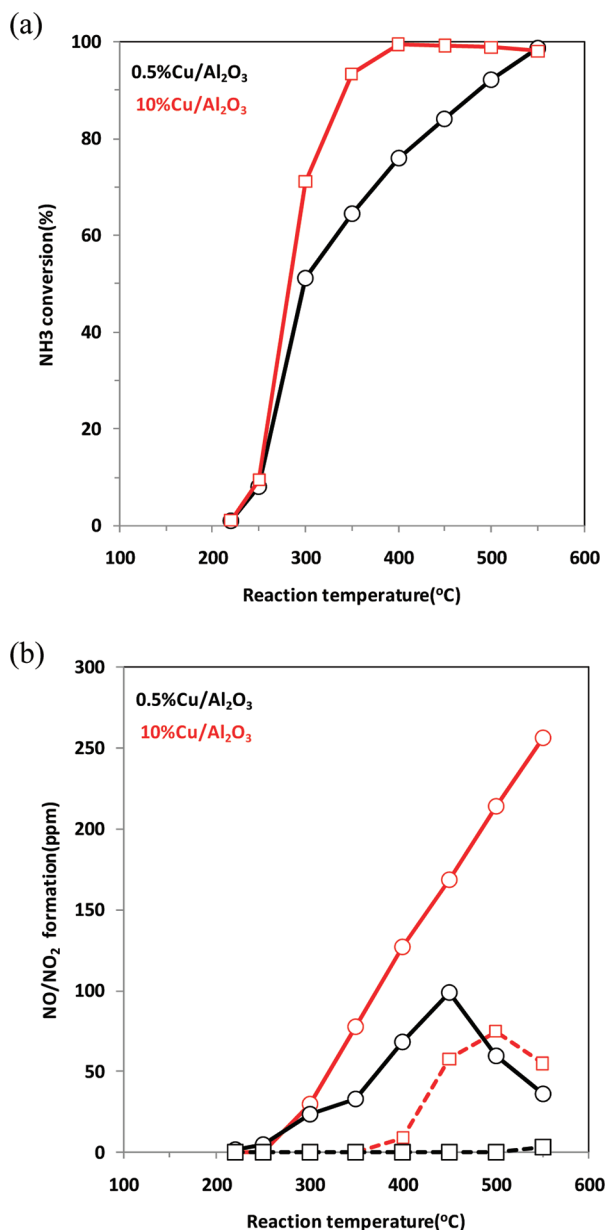 (a)
100
80
60
40
20
0
NH3 conversion(%)
0.5%Cu/Al₂O₃
10%Cu/Al₂O₃
100 200 300 400 500 600
Reaction temperature(°C)
(b)
300
250
200
150
100
50
0
NO/NO₂ formation(ppm)
0.5%Cu/Al₂O₃
10%Cu/Al₂O₃
100 200 300 400 500 600
Reaction temperature(°C)